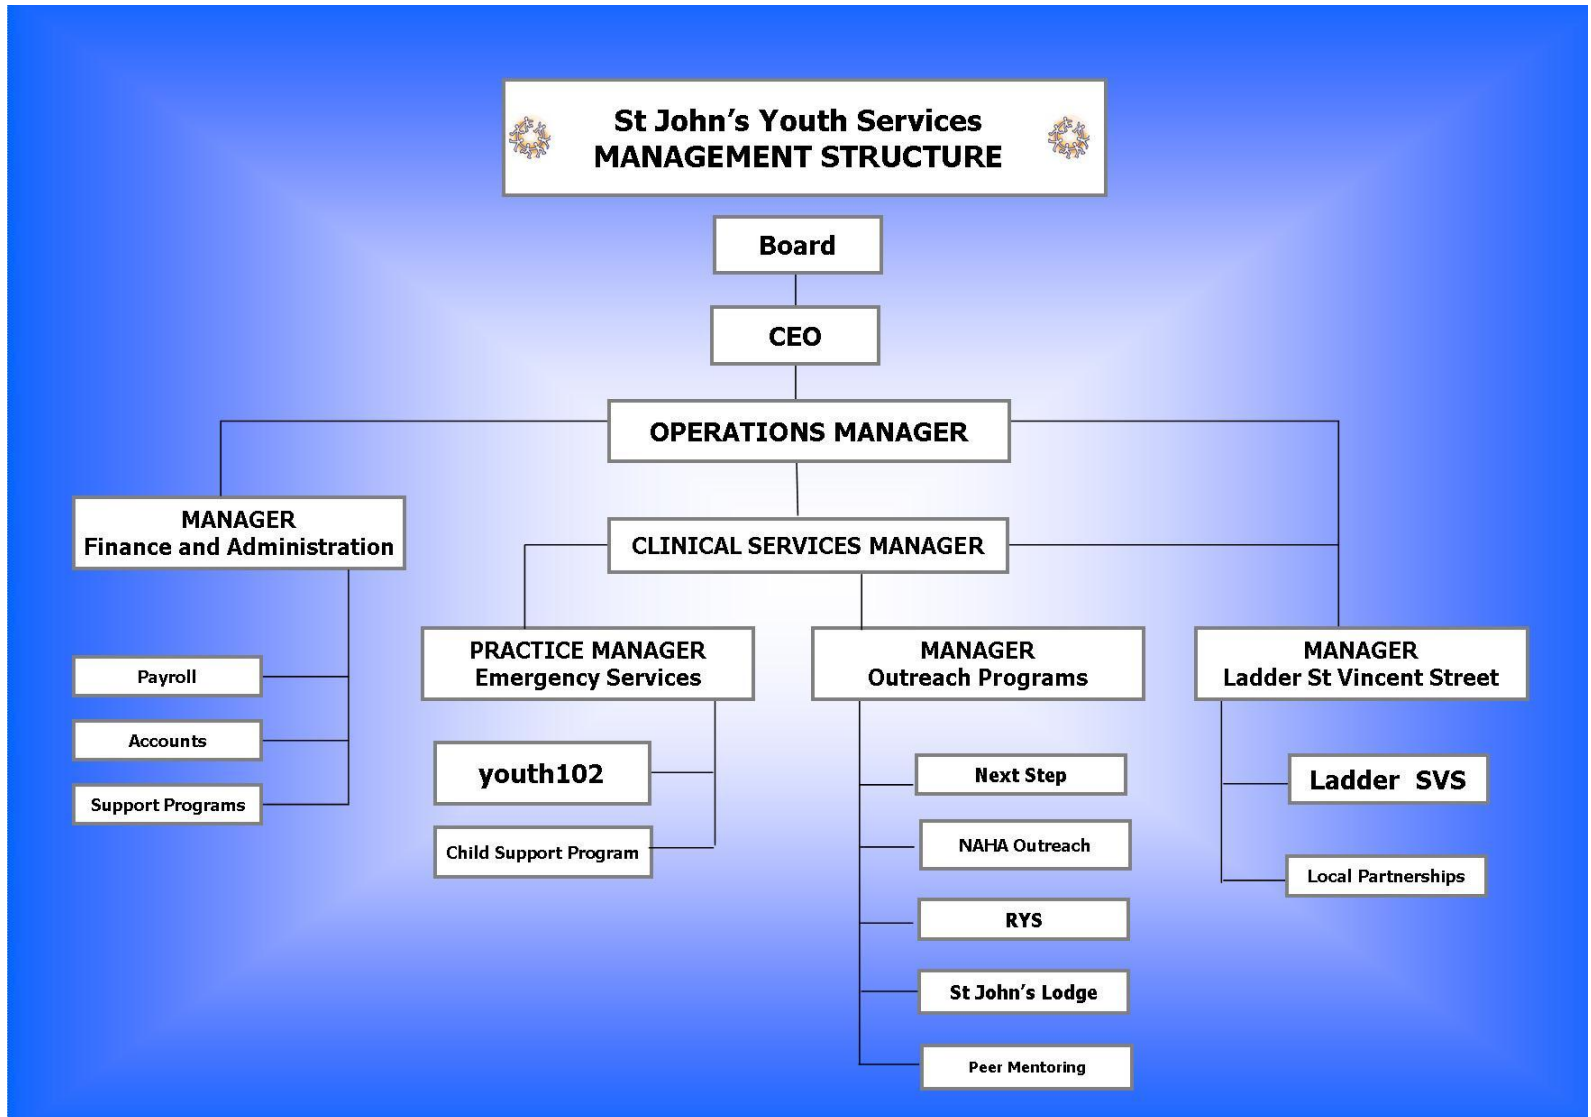 St John’s Youth Services
MANAGEMENT STRUCTURE
Board
CEO
OPERATIONS MANAGER
MANAGER
Finance and Administration
CLINICAL SERVICES MANAGER
PRACTICE MANAGER
Emergency Services
MANAGER
Outreach Programs
MANAGER
Ladder St Vincent Street
Payroll
Accounts
Support Programs
youth102
Child Support Program
Next Step
NAHA Outreach
RYS
St John’s Lodge
Peer Mentoring
Ladder SVS
Local Partnerships